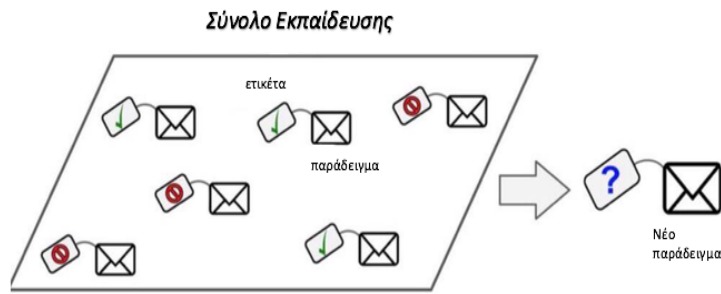 Σύνολο Εκπαίδευσης
ετικέτα
παράδειγμα
?
Νέο
παράδειγμα